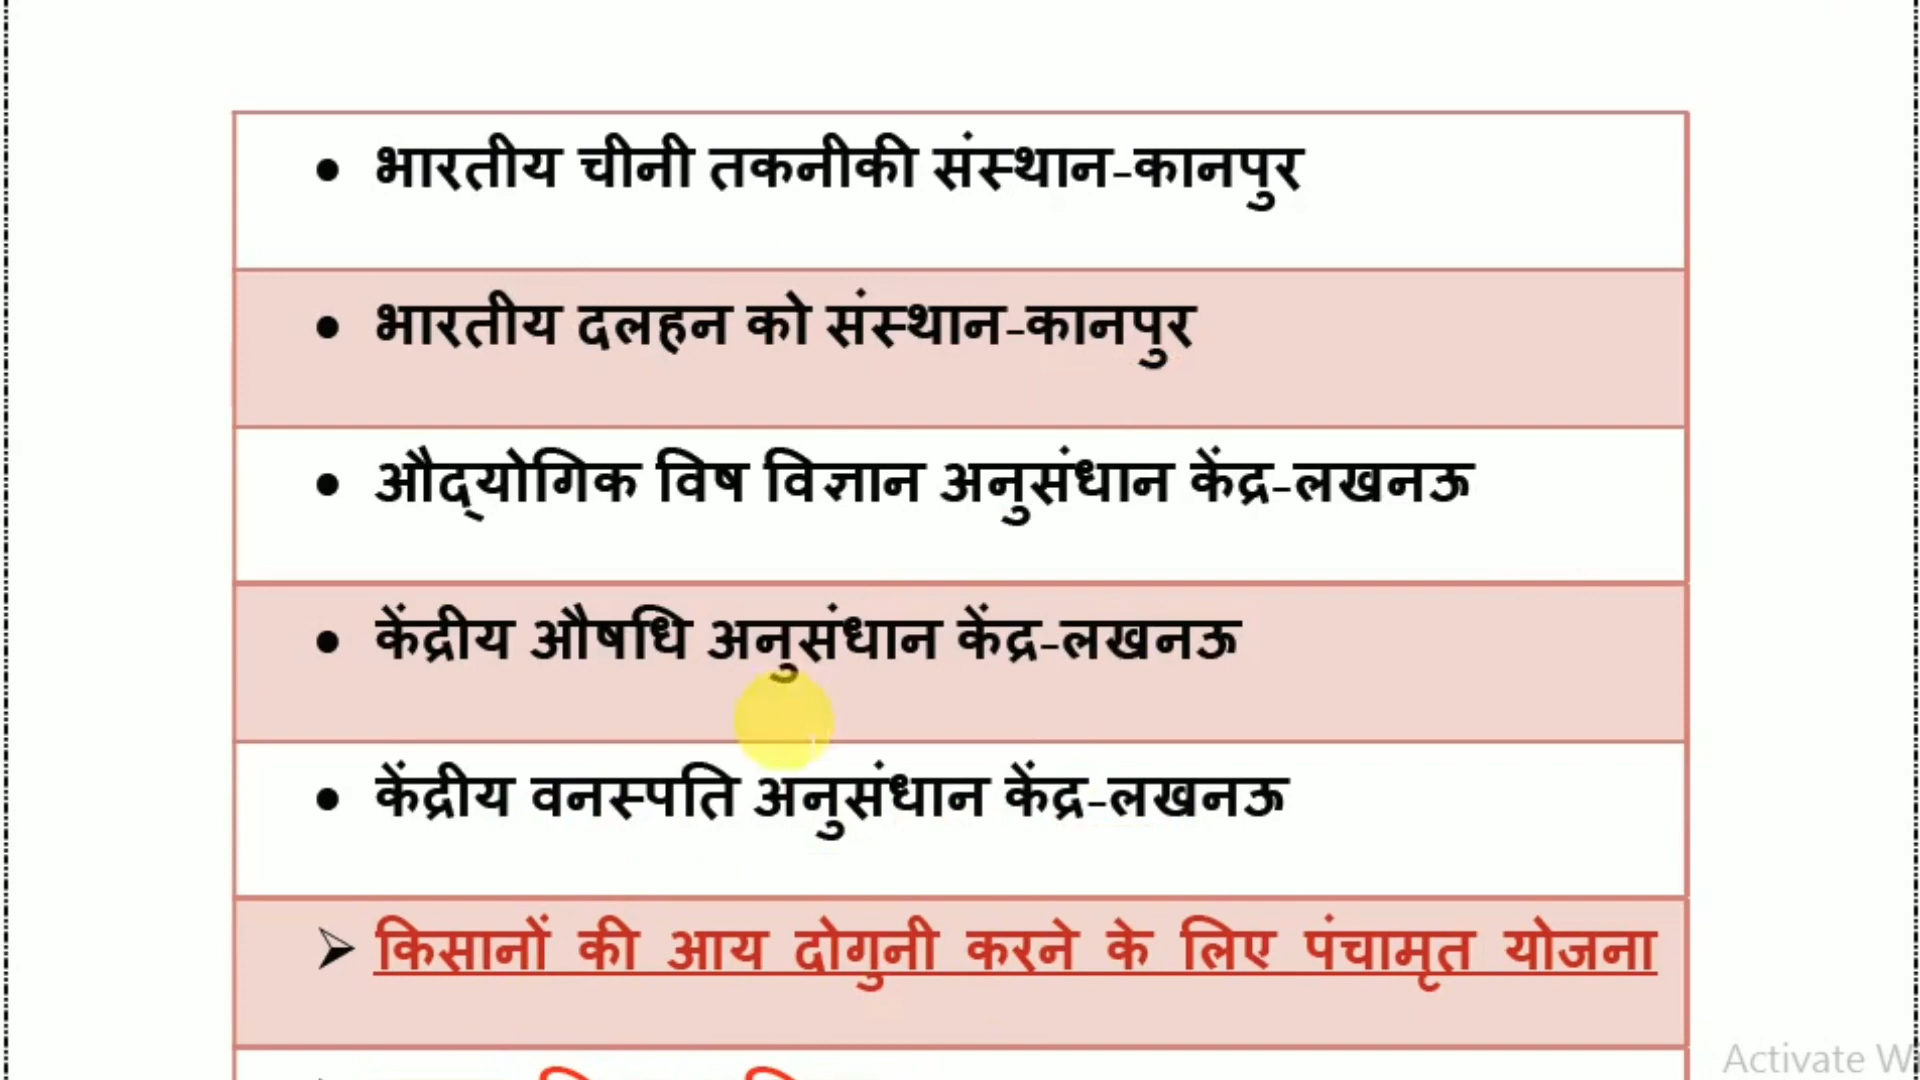 • भारतीय चीनी तकनीकी संस्थान-कानपुर
• भारतीय दलहन को संस्थान-कानपुर
• औद्योगिक विष विज्ञान अनुसंधान केंद्र-लखनऊ
• केंद्रीय औषधि अनुसंधान केंद्र-लखनऊ
• केंद्रीय वनस्पति अनुसंधान केंद्र-लखनऊ
➢ किसानों की आय दोगुनी करने के लिए पंचामृत योजना
Activate W